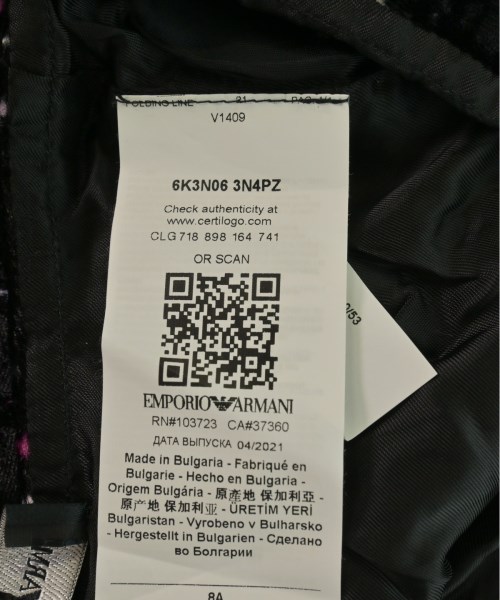 FOLDING LINE 21
V1409
6K3N06 3N4PZ
Check authenticity at
www.certilogo.com
CLG 718 898 164 741
OR SCAN
EMPORIO ARMANI
RN#103723 CA#37360
ДАТА ВЫПУСКА 04/2021
Made in Bulgaria - Fabriqué en
Bulgarie - Hecho en Bulgaria -
Origem Bulgária - 原產地 保加利亞 -
原产地 保加利亚 - ÜRETİM YERİ
Bulgaristan - Vyrobeno v Bulharsko
- Hergestellt in Bulgarien - Сделано
во Болгарии
8A